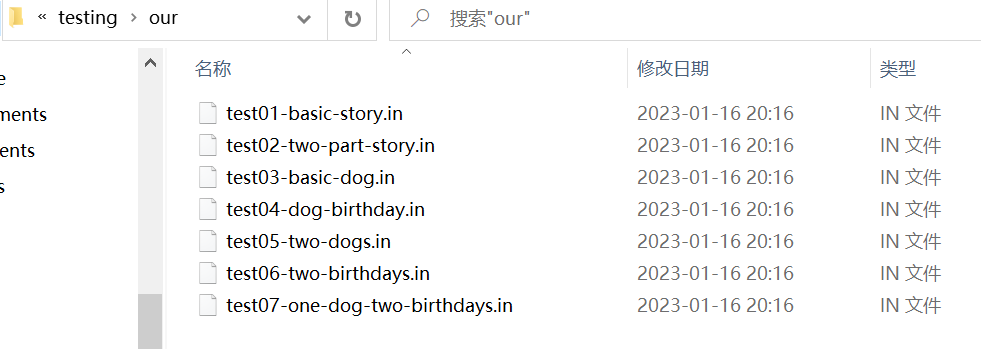 « testing › our
搜索"our"
名称 修改日期 类型
e
test01-basic-story.in 2023-01-16 20:16 IN 文件
ments
test02-two-part-story.in 2023-01-16 20:16 IN 文件
ents
test03-basic-dog.in 2023-01-16 20:16 IN 文件
s
test04-dog-birthday.in 2023-01-16 20:16 IN 文件
test05-two-dogs.in 2023-01-16 20:16 IN 文件
test06-two-birthdays.in 2023-01-16 20:16 IN 文件
test07-one-dog-two-birthdays.in 2023-01-16 20:16 IN 文件